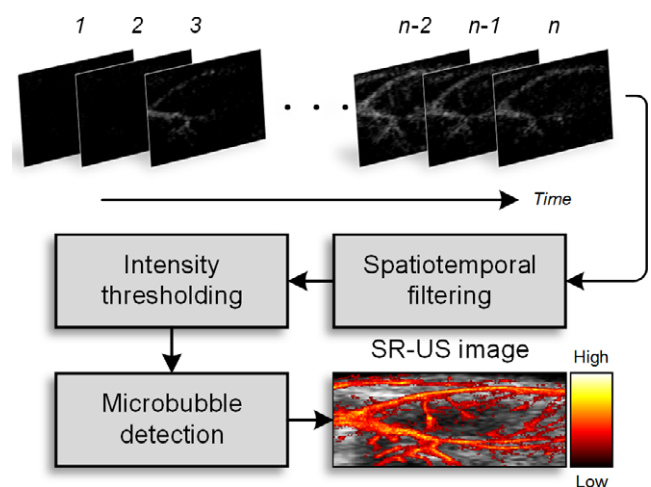 1 2 3 n-2 n-1 n
Time
Intensity
thresholding
Spatiotemporal
filtering
SR-US image
High
Microbubble
detection
Low